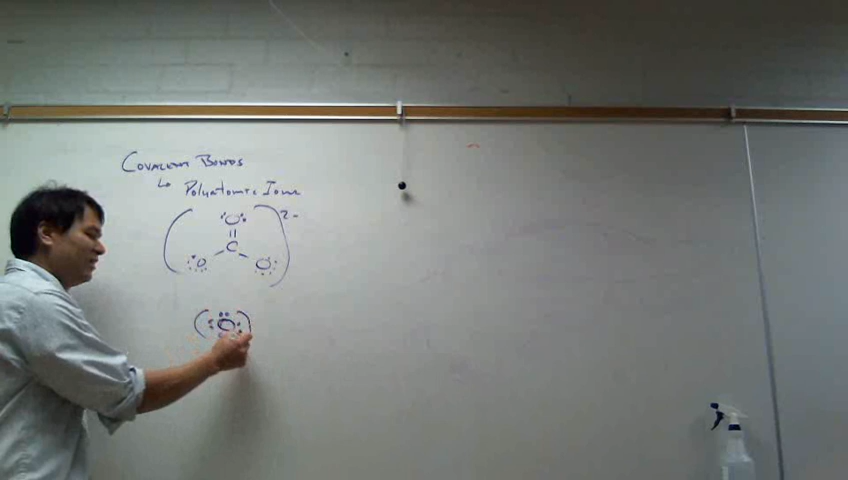 Covalent Bonds
↳ Polyatomic Ions
2-
O
C
O O
O